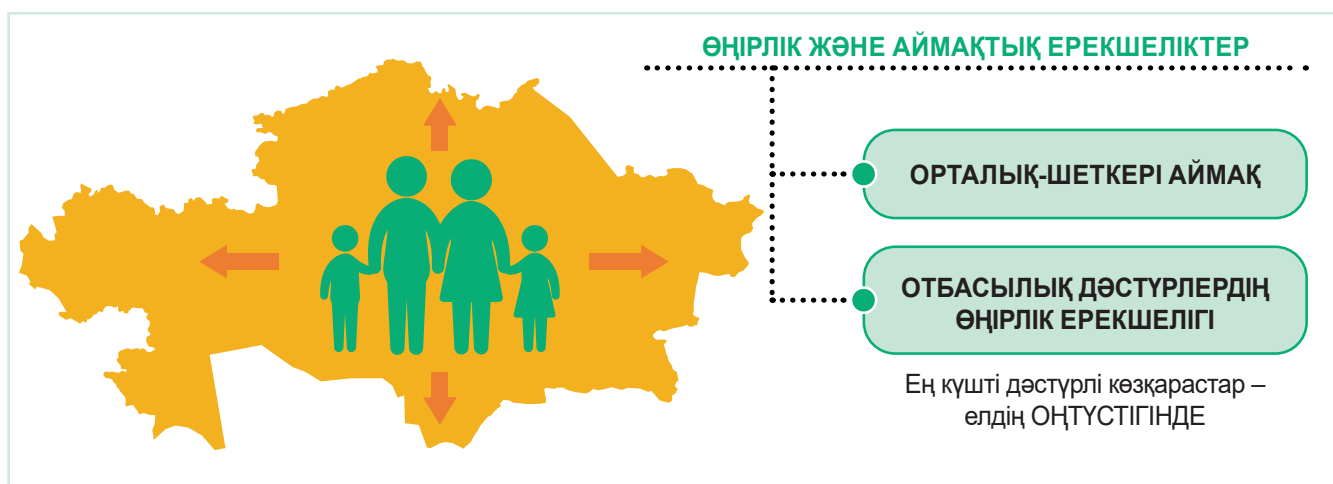 ӨҢІРЛІК ЖӘНЕ АЙМАҚТЫҚ ЕРЕКШЕЛІКТЕР
ОРТАЛЫҚ-ШЕТКЕРІ АЙМАҚ
ОТБАСЫЛЫҚ ДӘСТҮРЛЕРДІҢ
ӨҢІРЛІК ЕРЕКШЕЛІГІ
Ең күшті дәстүрлі көзқарастар –
елдің ОҢТҮСТІГІНДЕ